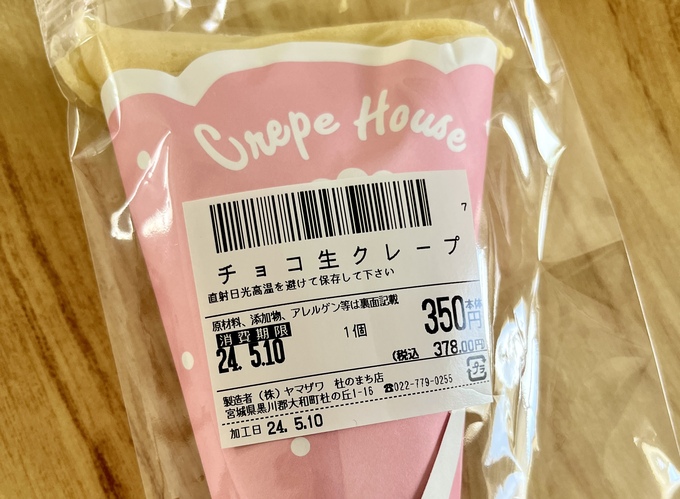 Crepe House
7
チョコ生クレープ
直射日光高温を避けて保存して下さい
原材料、添加物、アレルゲン等は裏面記載
消費期限
24. 5.10
1個
350本体円
(税込 378.00円)
プラ
製造者 (株) ヤマザワ 杜のまち店
宮城県黒川郡大和町杜の丘1-16 ☎022-779-0255
加工日 24. 5.10